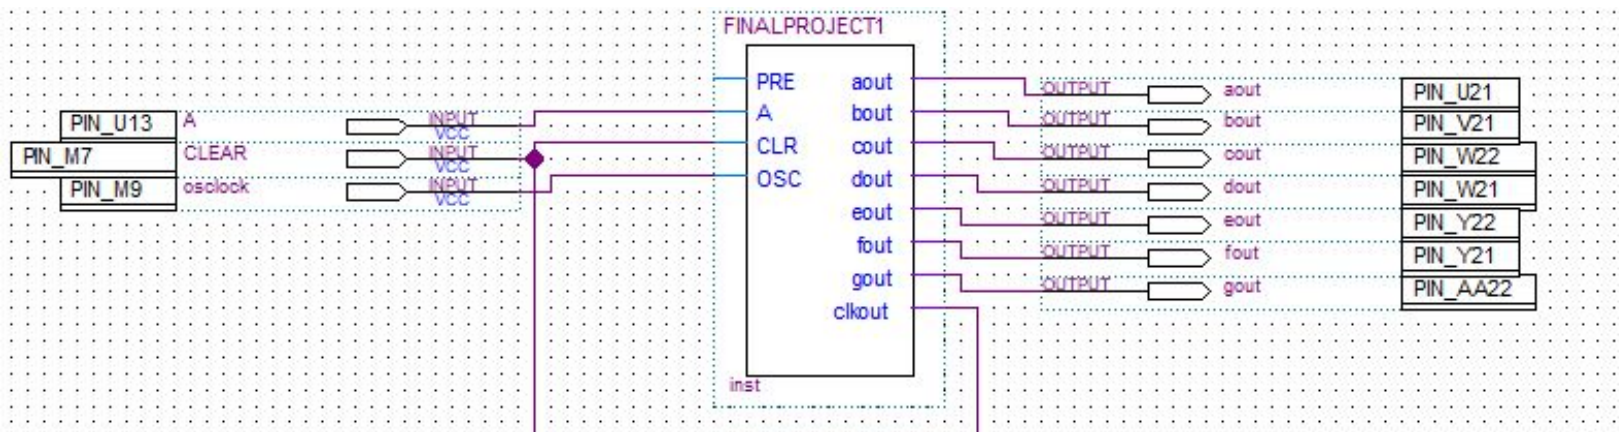 FINALPROJECT1
PRE aout
A bout
CLR cout
OSC dout
eout
fout
gout
clkout
inst
PIN_U13 A INPUT VCC
PIN_M7 CLEAR INPUT VCC
PIN_M9 osclock INPUT VCC
OUTPUT aout PIN_U21
OUTPUT bout PIN_V21
OUTPUT cout PIN_W22
OUTPUT dout PIN_W21
OUTPUT eout PIN_Y22
OUTPUT fout PIN_Y21
OUTPUT gout PIN_AA22